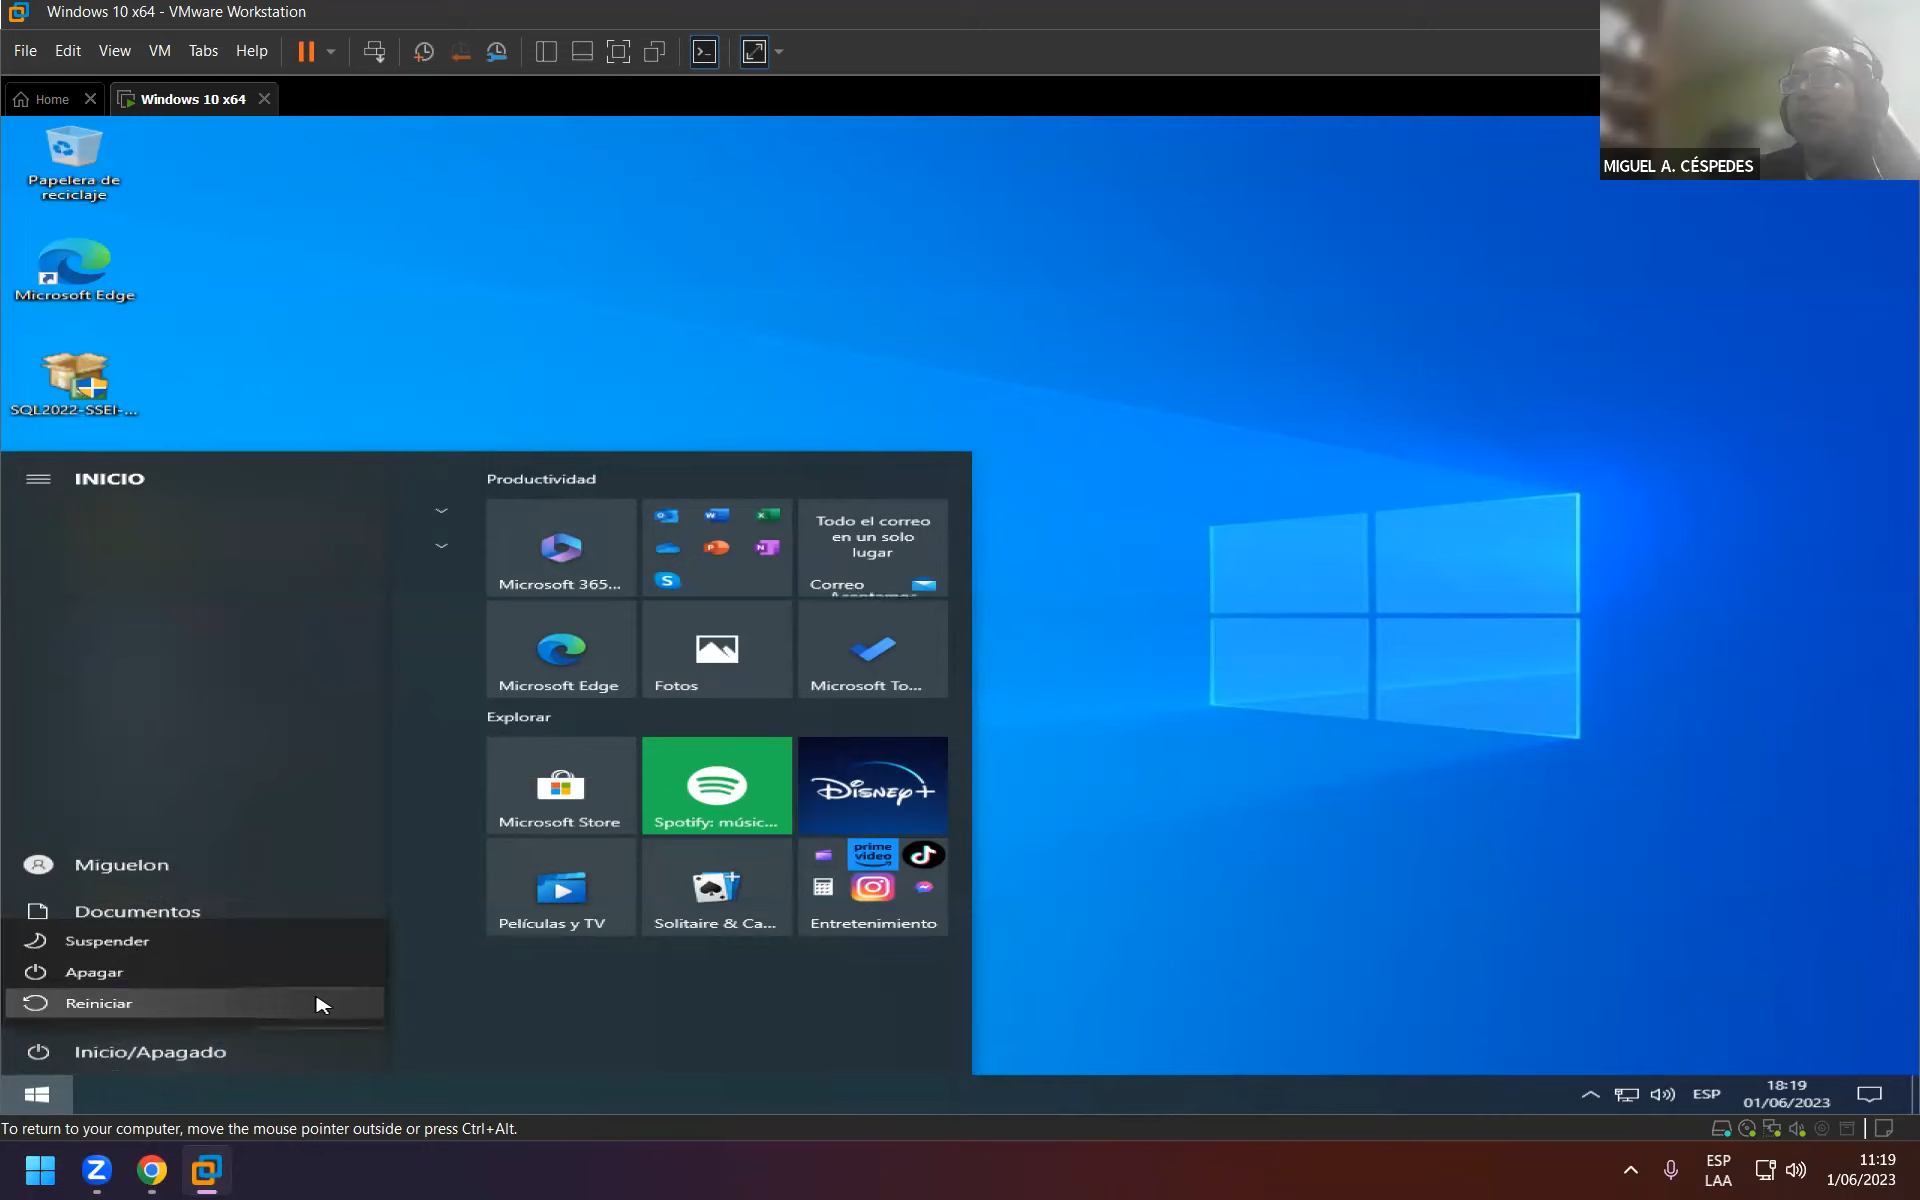 Windows 10 x64 - VMware Workstation
File Edit View VM Tabs Help
Home
Windows 10 x64
MIGUEL A. CÉSPEDES
Papelera de
reciclaje
Microsoft Edge
SQL2022-SSEI-...
INICIO
Miguelon
Documentos
Suspender
Apagar
Reiniciar
Inicio/Apagado
Productividad
Microsoft 365...
Todo el correo
en un solo
lugar
Correo
Microsoft Edge
Fotos
Microsoft To...
Explorar
Microsoft Store
Spotify: músic...
Disney+
Películas y TV
Solitaire & Ca...
prime
video
Entretenimiento
ESP
18:19
01/06/2023
To return to your computer, move the mouse pointer outside or press Ctrl+Alt.
ESP
LAA
11:19
1/06/2023